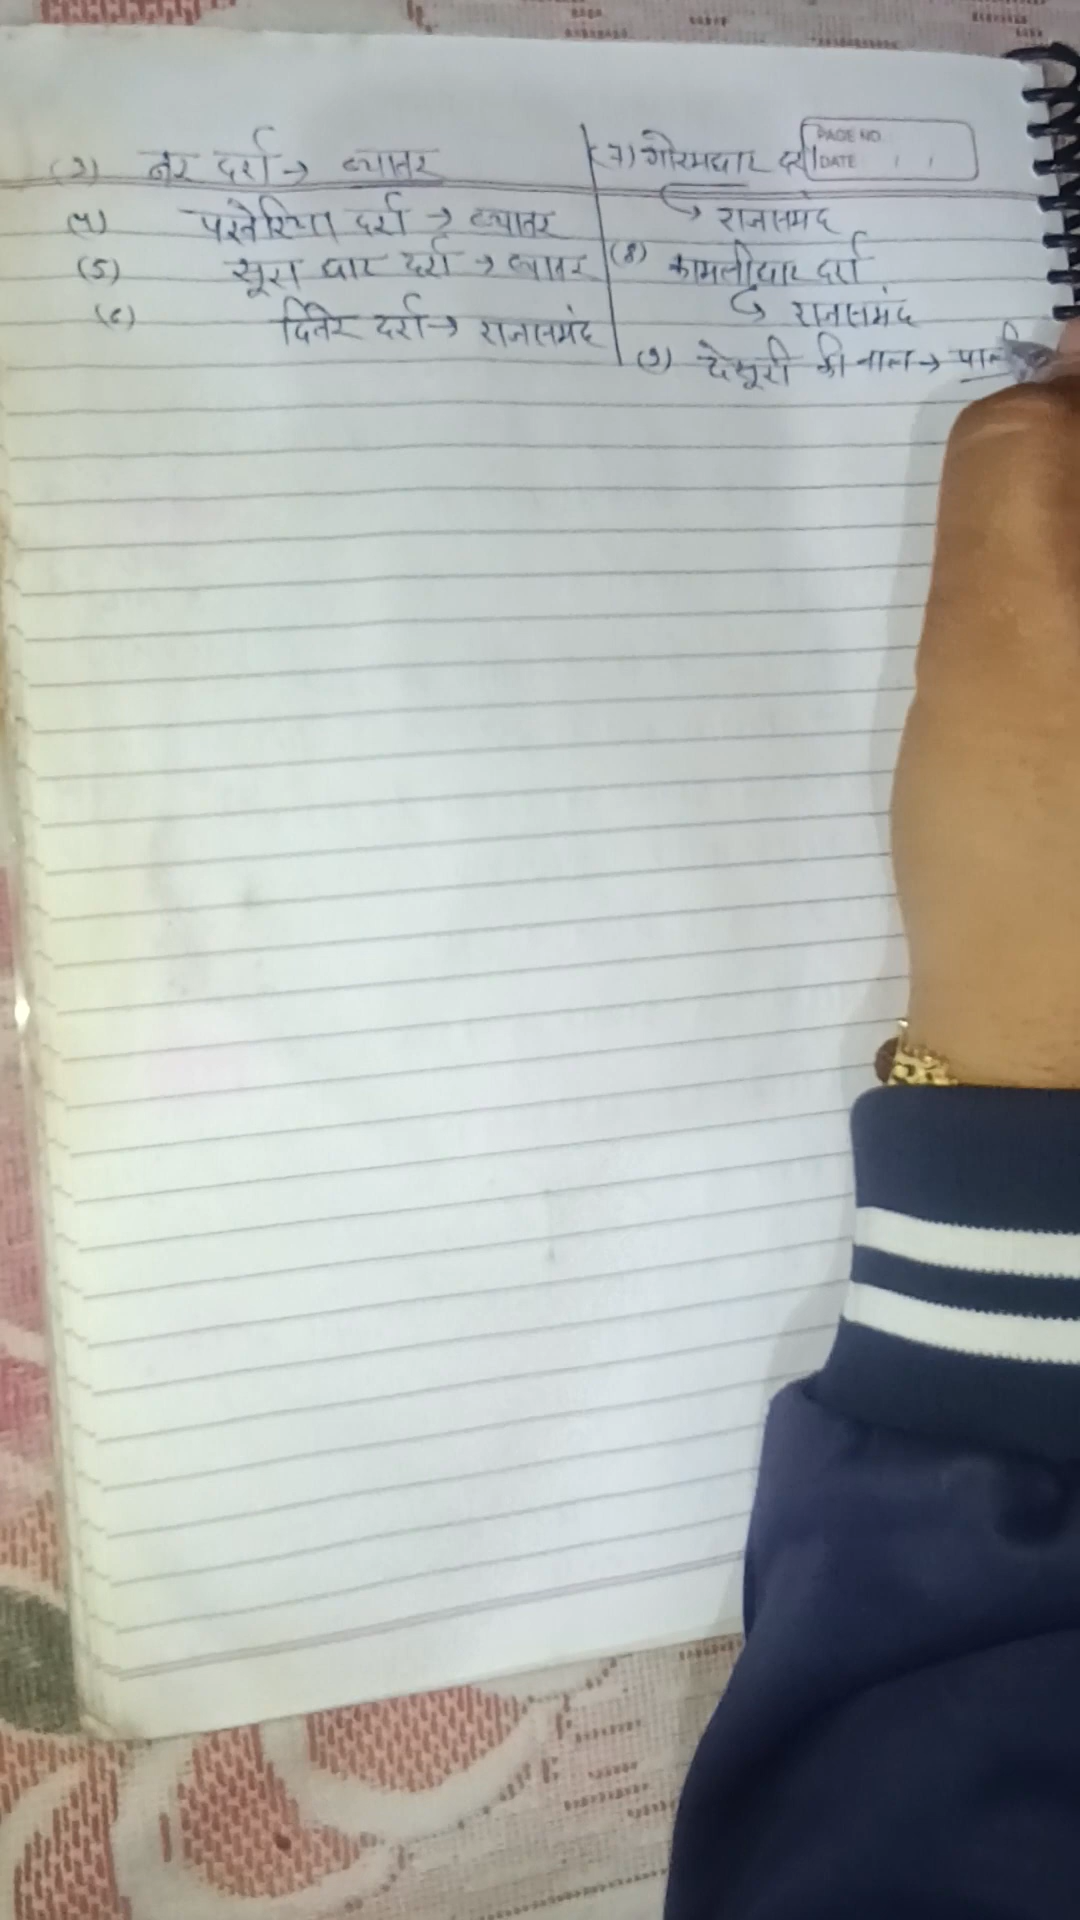 (3) बर दर्रा → ब्यावर
(4) परवेरिया दर्रा → ब्यावर
(5) सूरा घाट दर्रा → ब्यावर
(6) दिवेर दर्रा → राजसमंद
(7) गोरमघाट दर्रा
↳ राजसमंद
(8) कामलीघाट दर्रा
↳ राजसमंद
(9) देसूरी की नाल →
PAGE NO.
DATE / /